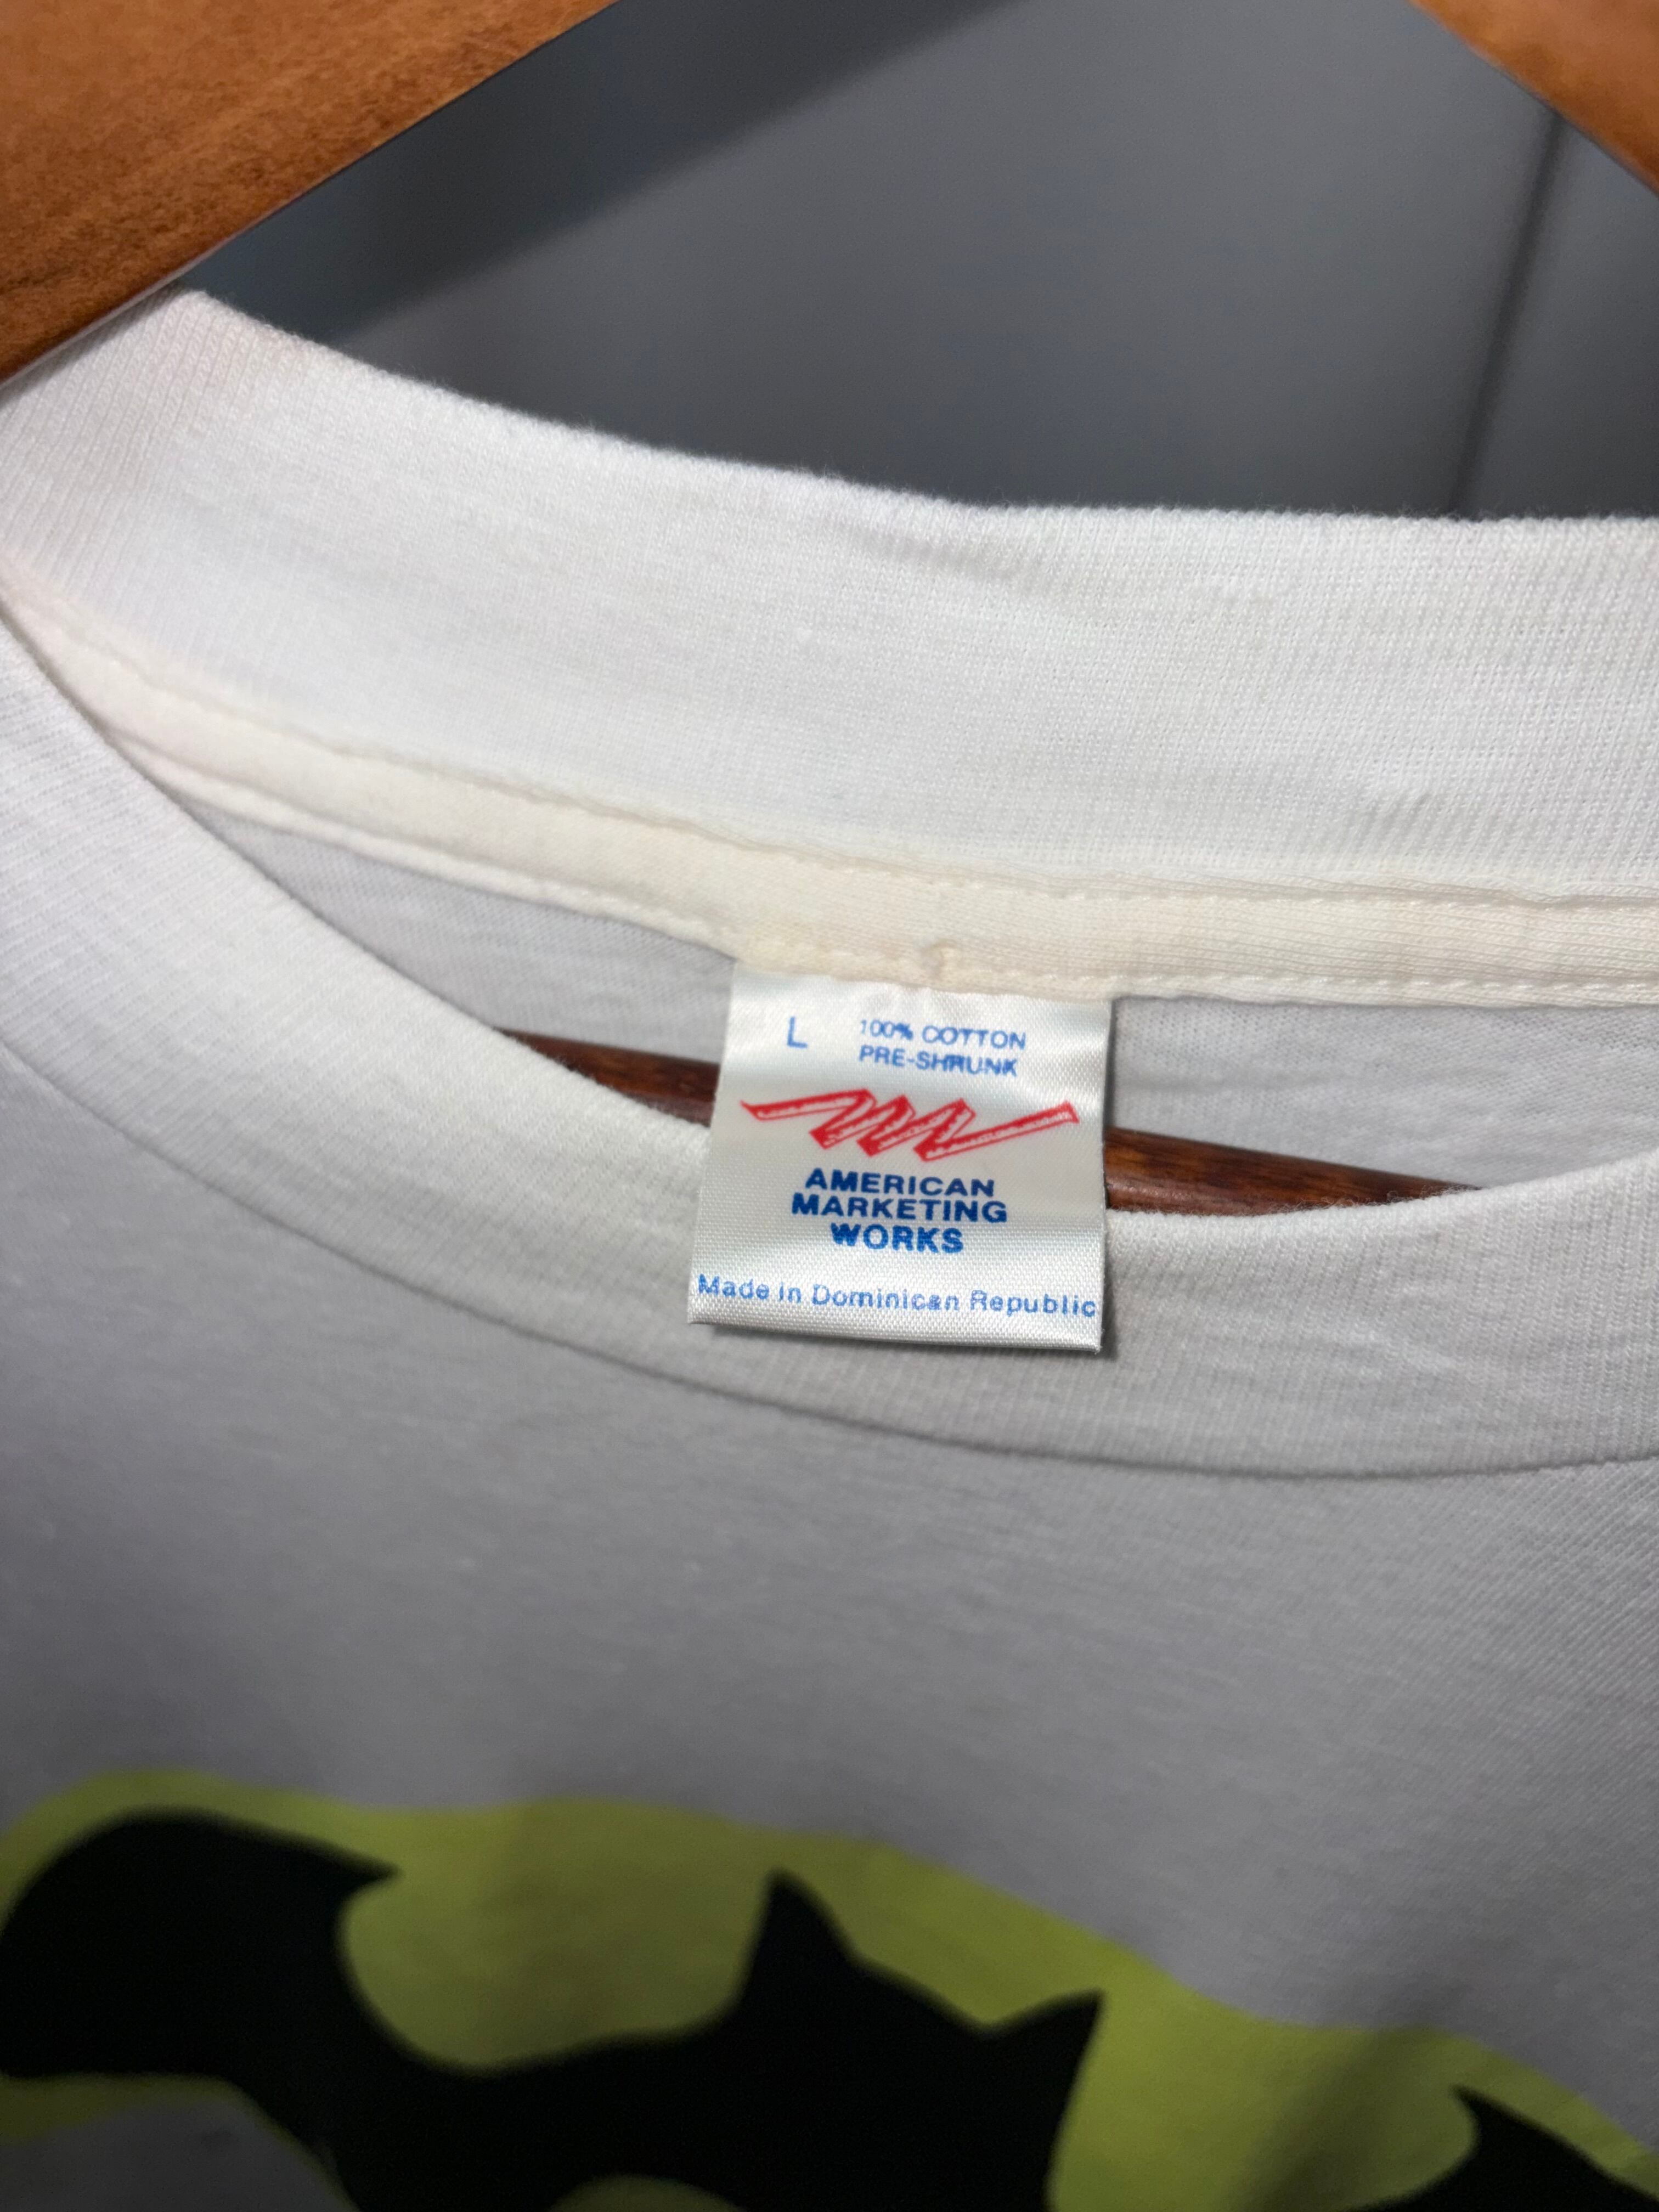 L 100% COTTON
PRE-SHRUNK
AMERICAN
MARKETING
WORKS
Made in Dominican Republic